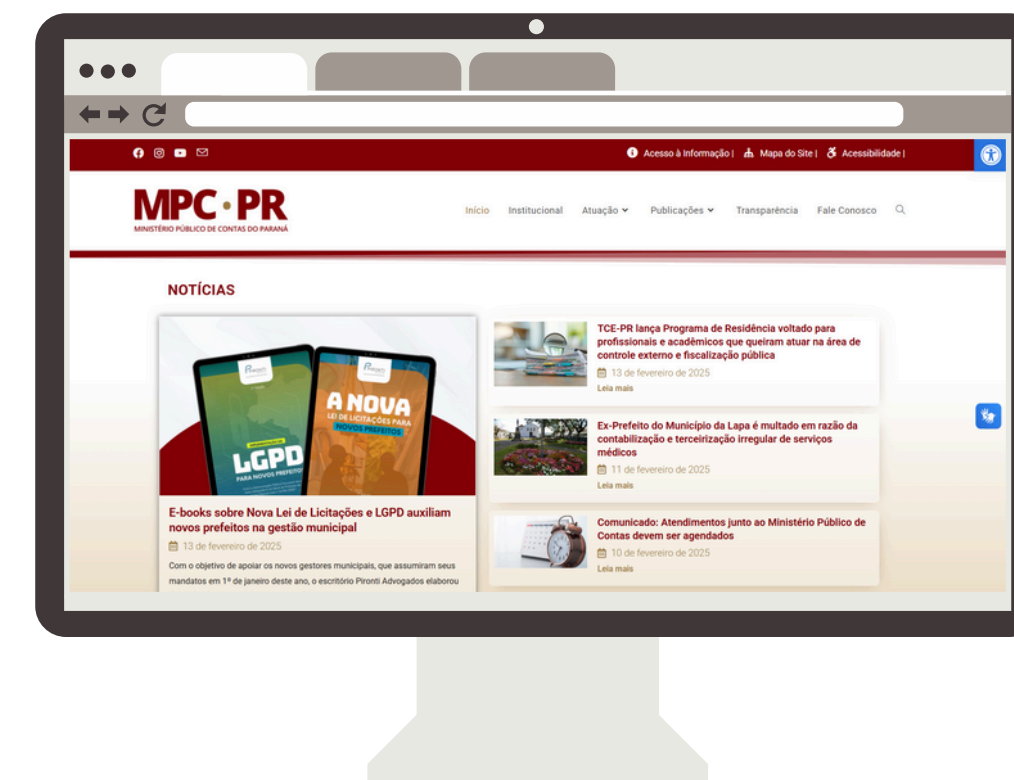 Acesso à Informação | Mapa do Site | Acessibilidade |
MPC · PR
MINISTÉRIO PÚBLICO DE CONTAS DO PARANÁ
Início Institucional Atuação Publicações Transparência Fale Conosco
NOTÍCIAS
LGPD
PARA NOVOS PREFEITOS
A NOVA
LEI DE LICITAÇÕES PARA
NOVOS PREFEITOS
E-books sobre Nova Lei de Licitações e LGPD auxiliam
novos prefeitos na gestão municipal
13 de fevereiro de 2025
Com o objetivo de apoiar os novos gestores municipais, que assumiram seus
mandatos em 1º de janeiro deste ano, o escritório Pironti Advogados elaborou
TCE-PR lança Programa de Residência voltado para
profissionais e acadêmicos que queiram atuar na área de
controle externo e fiscalização pública
13 de fevereiro de 2025
Leia mais
Ex-Prefeito do Município da Lapa é multado em razão da
contabilização e terceirização irregular de serviços
médicos
11 de fevereiro de 2025
Leia mais
Comunicado: Atendimentos junto ao Ministério Público de
Contas devem ser agendados
10 de fevereiro de 2025
Leia mais